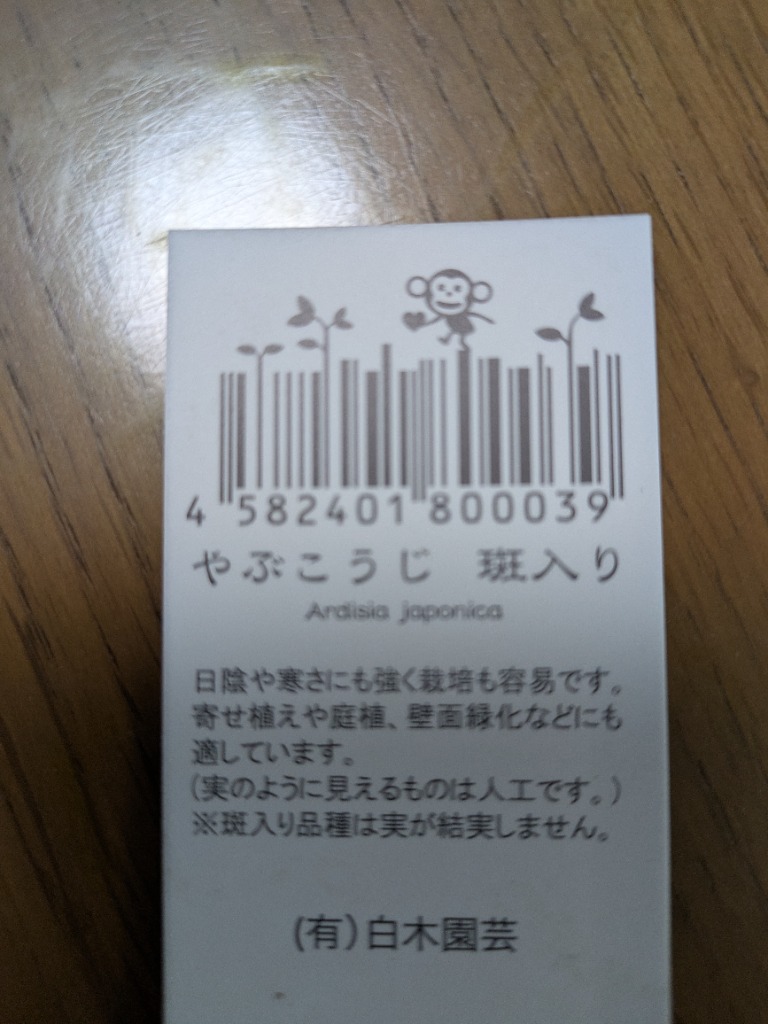 4 582401 800039
やぶこうじ 斑入り
Ardisia japonica
日陰や寒さにも強く栽培も容易です。
寄せ植えや庭植、壁面緑化などにも
適しています。
(実のように見えるものは人工です。)
※斑入り品種は実が結実しません。
(有)白木園芸